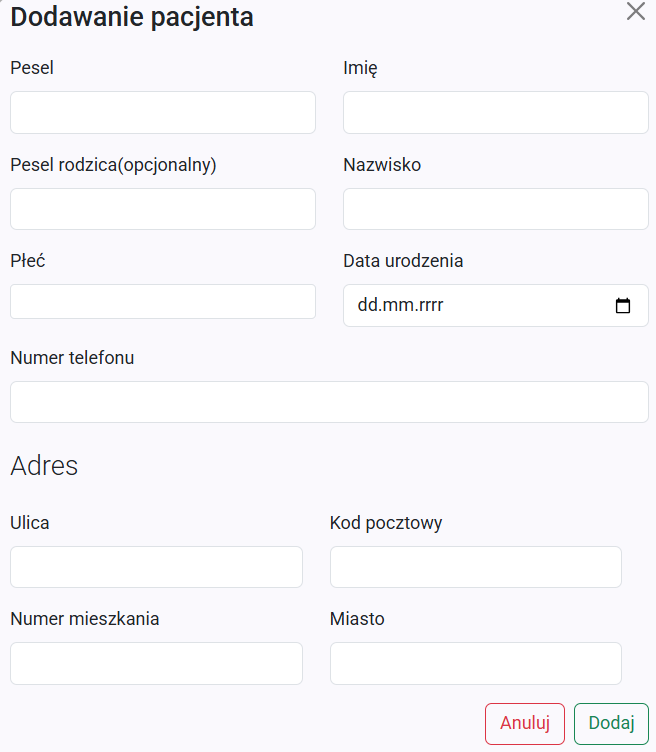 Dodawanie pacjenta
Pesel
Imię
Pesel rodzica(opcjonalny)
Nazwisko
Płeć
Data urodzenia
dd.mm.rrrr
Numer telefonu
Adres
Ulica
Kod pocztowy
Numer mieszkania
Miasto
Anuluj
Dodaj